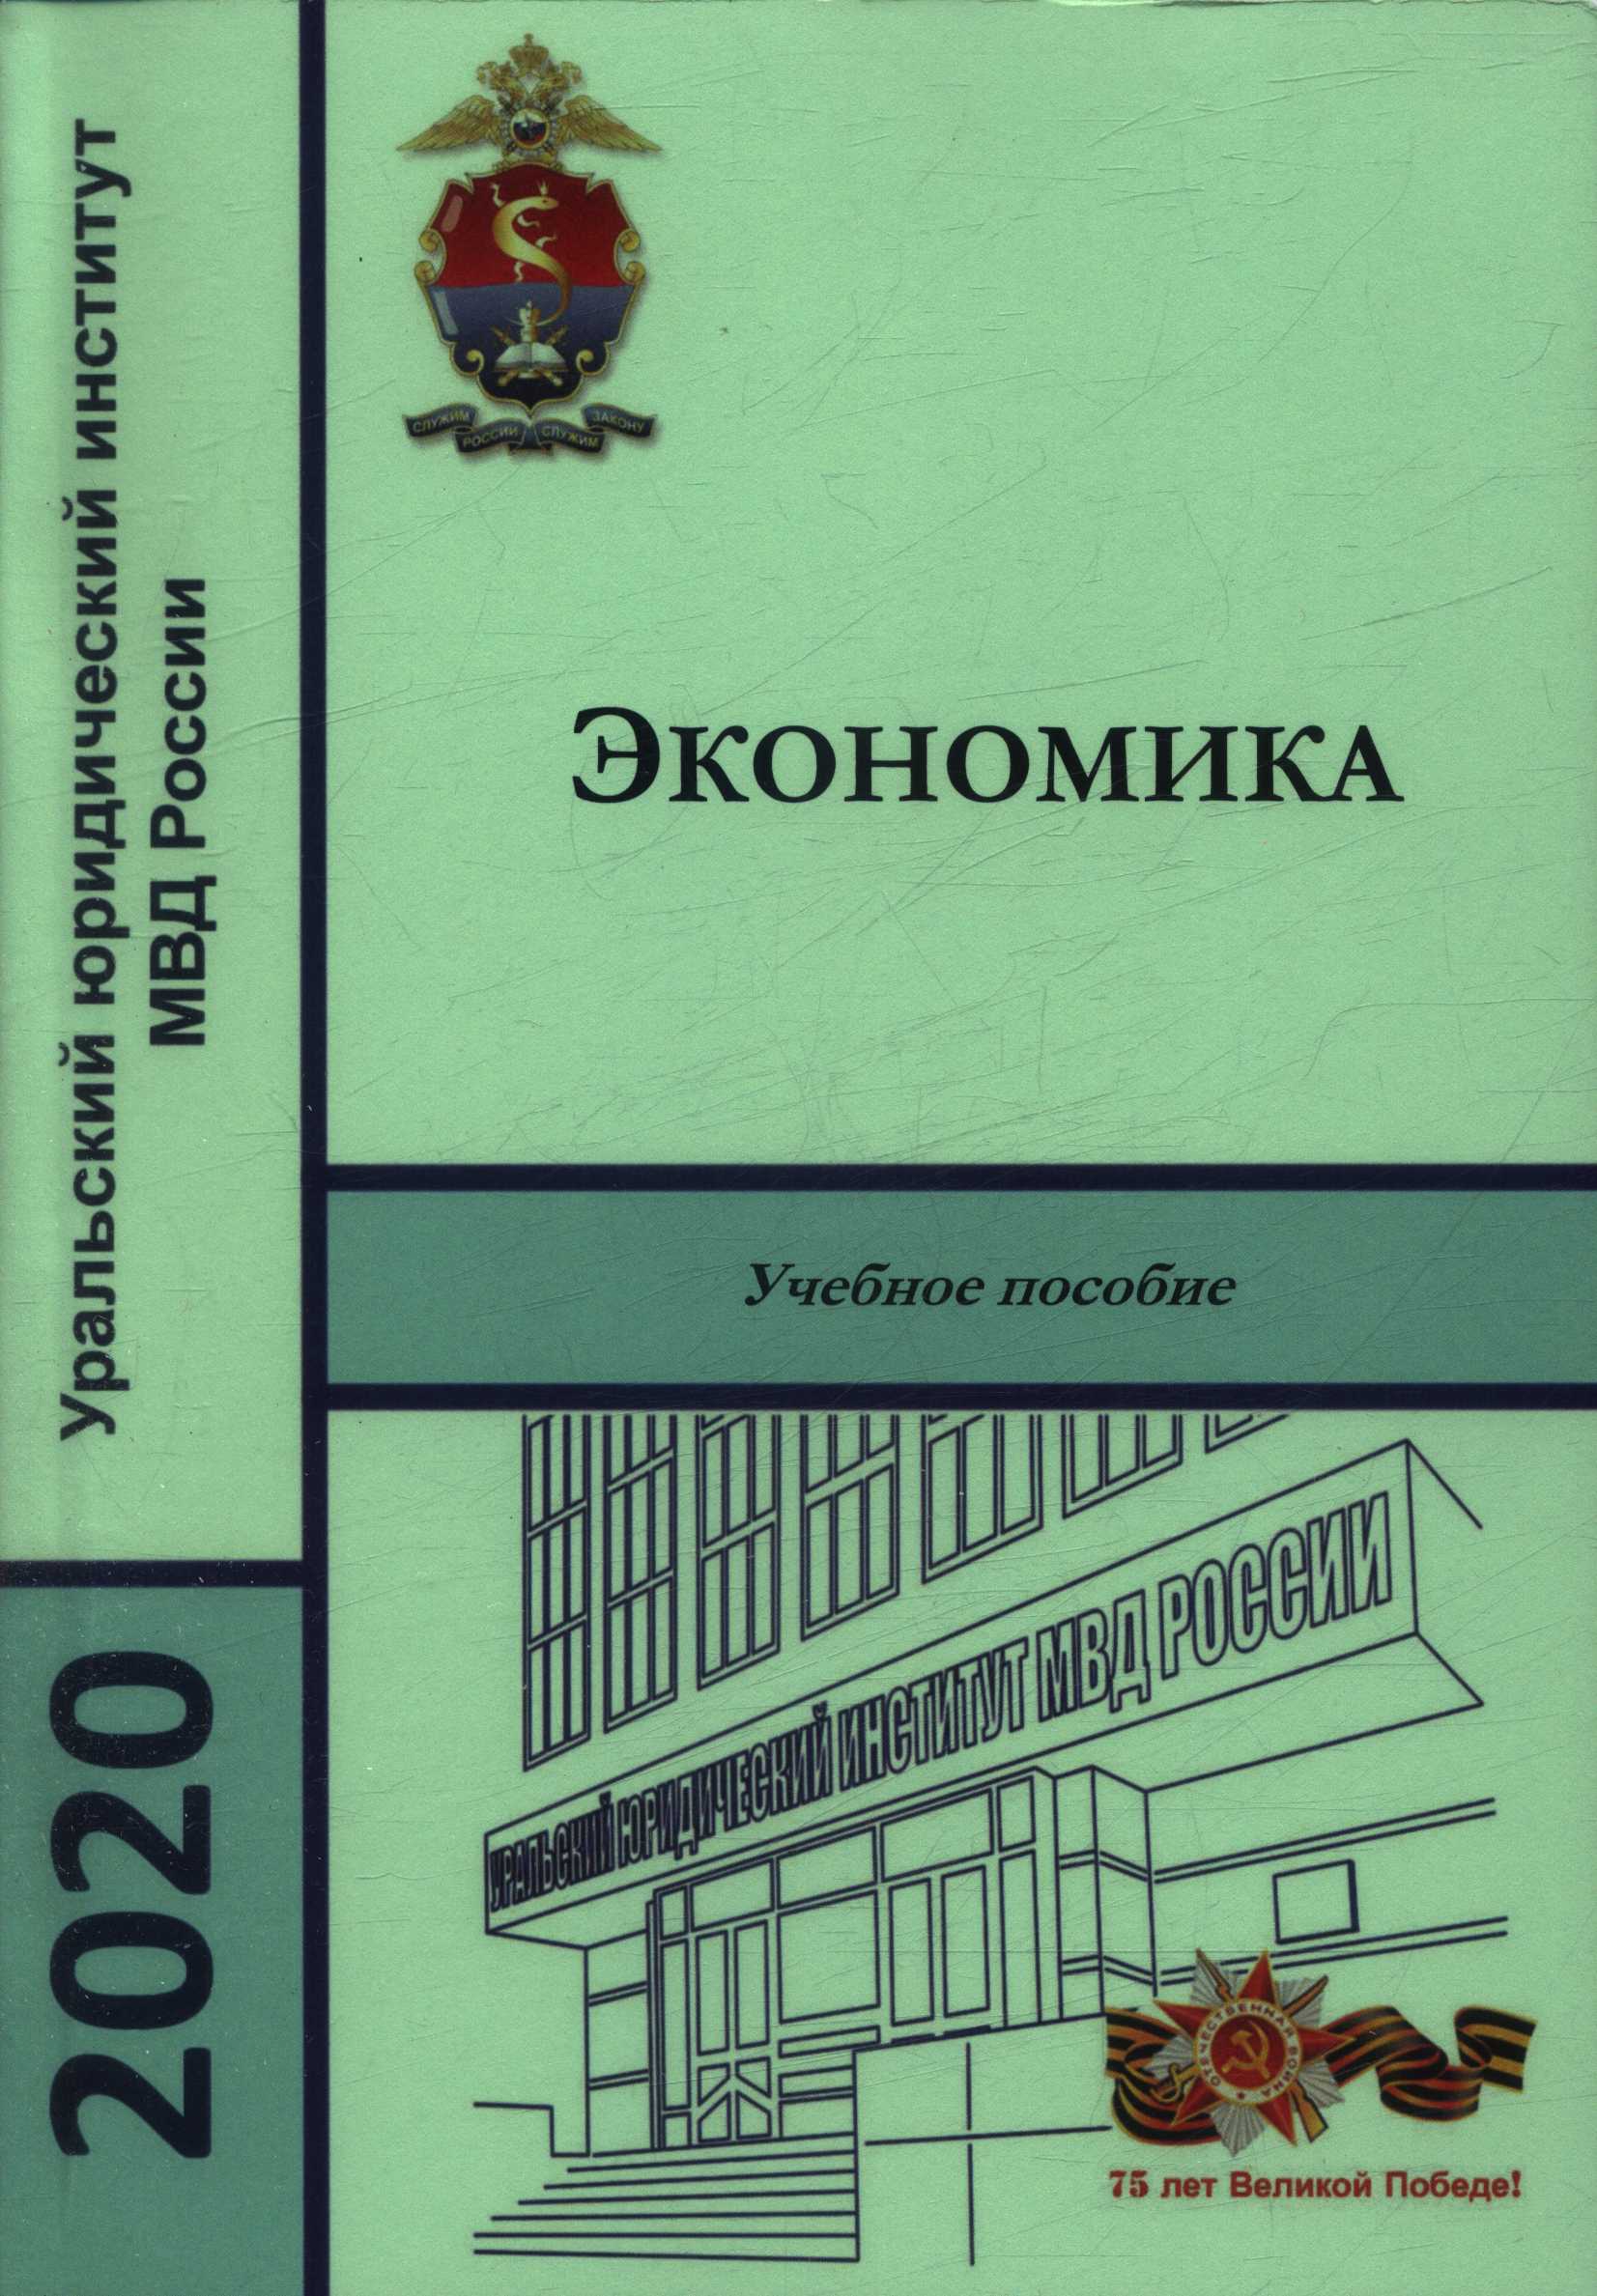 Уральский юридический институт
МВД России
2020
СЛУЖИМ РОССИИ СЛУЖИМ ЗАКОНУ
ЭКОНОМИКА
Учебное пособие
УРАЛЬСКИЙ ЮРИДИЧЕСКИЙ ИНСТИТУТ МВД РОССИИ
ОТЕЧЕСТВЕННАЯ ВОЙНА
75 лет Великой Победе!